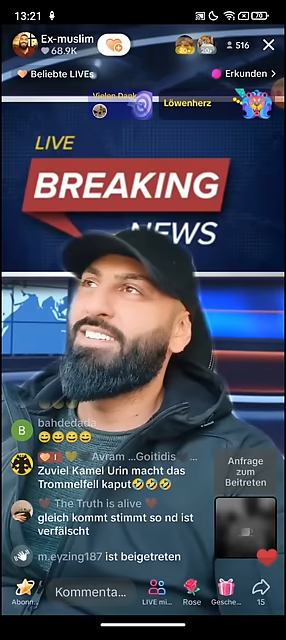 13:21
70
Ex-muslim
68.9K
516
Beliebte LIVEs
Erkunden
Vielen Dank
Löwenherz
LIVE
BREAKING
NEWS
B
bahdedada
Avram ...Goitidis ...
Zuviel Kamel Urin macht das
Trommelfell kaput🤣🤣🤣
The Truth is alive
gleich kommt stimmt so nd ist
verfälscht
m.eyzing187 ist beigetreten
Anfrage
zum
Beitreten
Abonn...
Kommenta...
LIVE mi...
Rose
Gesche...
15